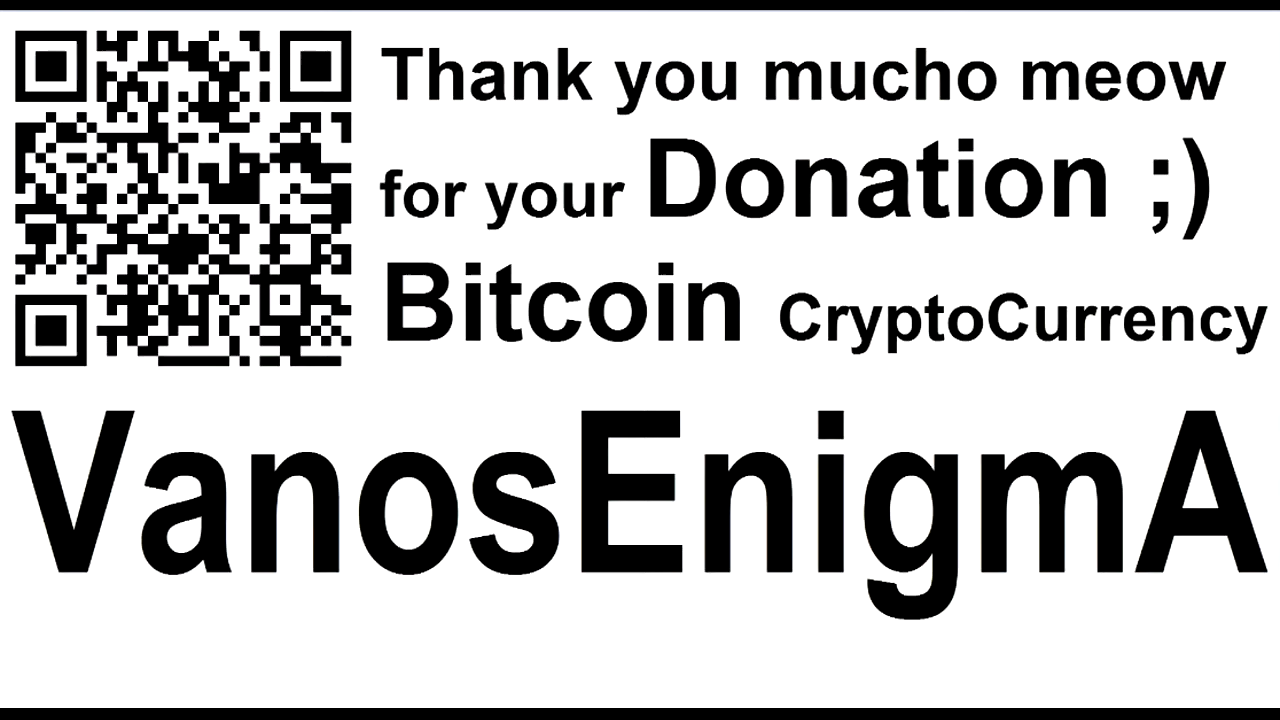 Thank you mucho meow
for your Donation ;)
Bitcoin CryptoCurrency
VanosEnigmA